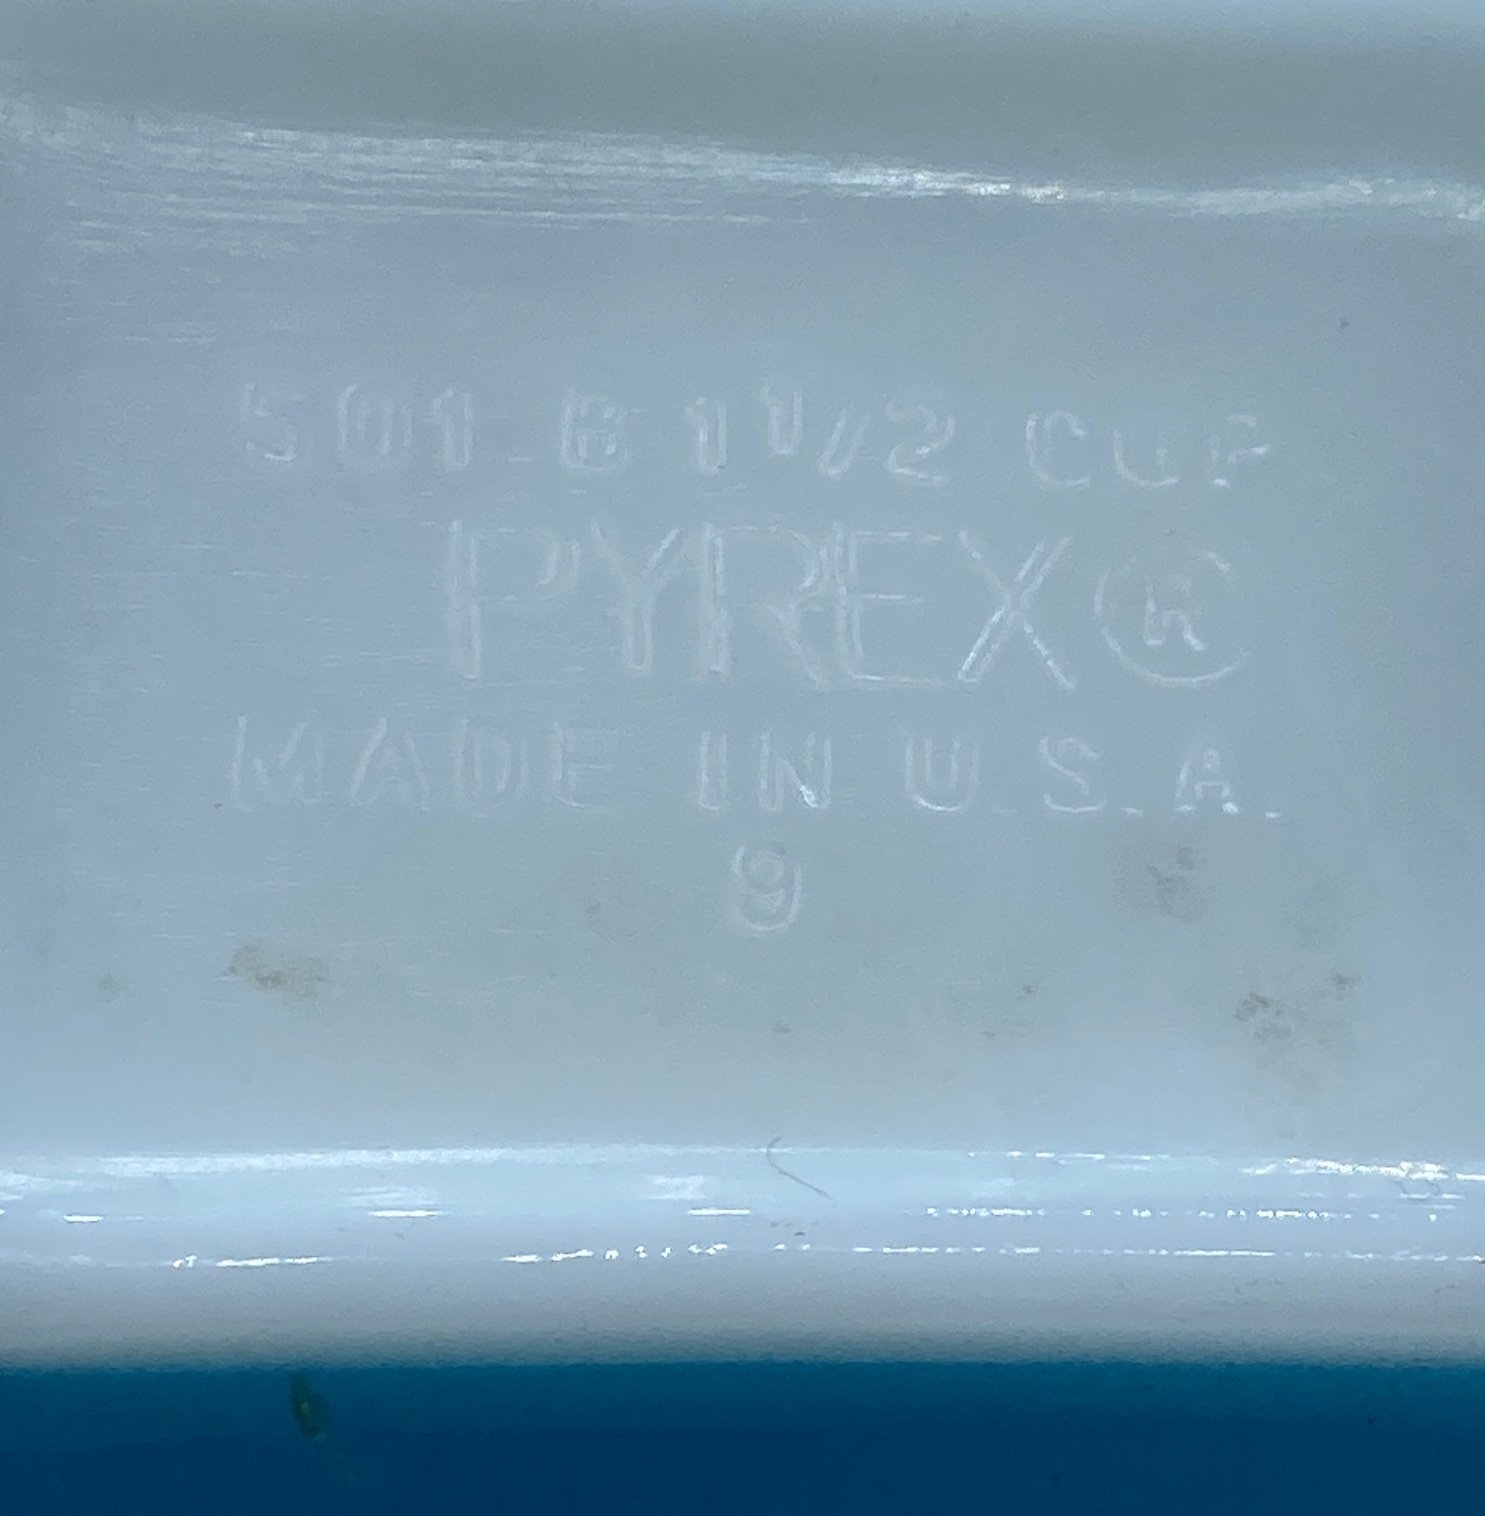 501-B 1 1/2 CUP
PYREX®
MADE IN U.S.A.
9